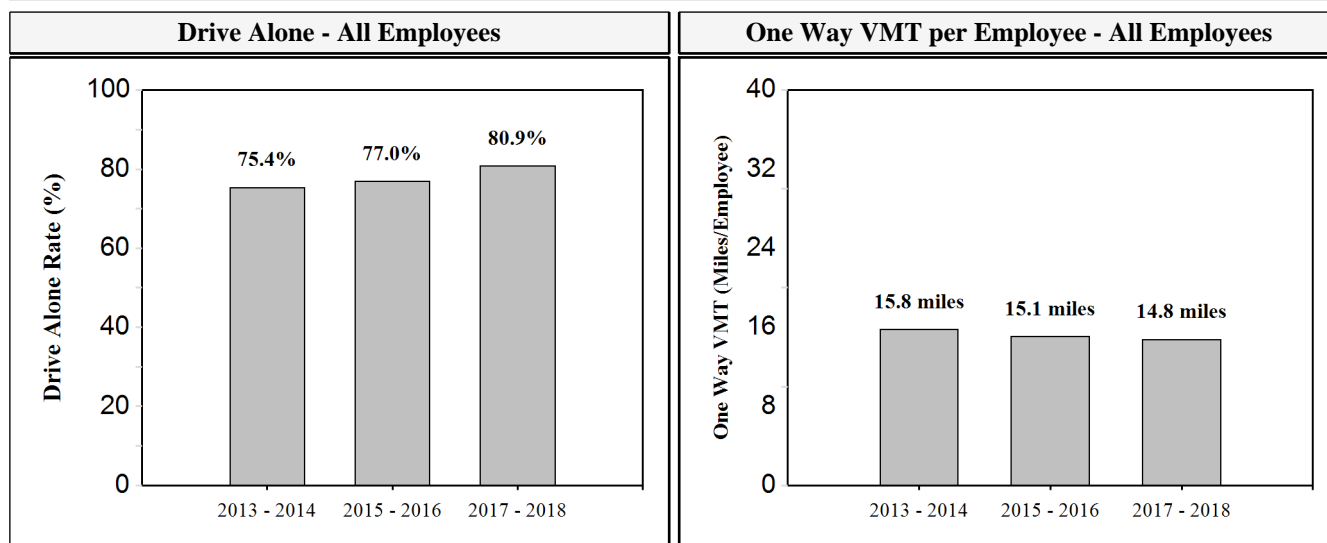 Drive Alone - All Employees
Drive Alone Rate (%)
100
80
60
40
20
0
75.4%
77.0%
80.9%
2013 - 2014
2015 - 2016
2017 - 2018
One Way VMT per Employee - All Employees
One Way VMT (Miles/Employee)
40
32
24
16
8
0
15.8 miles
15.1 miles
14.8 miles
2013 - 2014
2015 - 2016
2017 - 2018